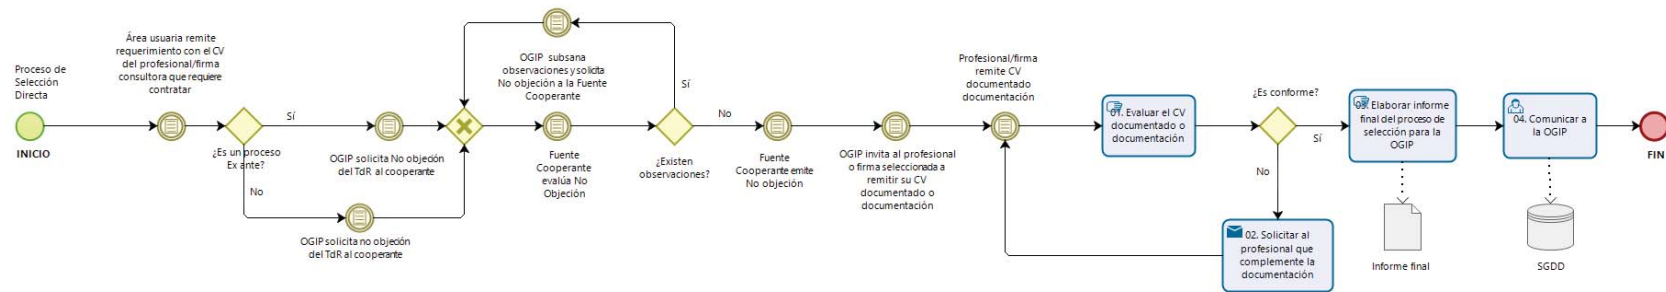 Proceso de
Selección
Directa
INICIO
Área usuaria remite
requerimiento con el CV
del profesional/firma
consultora que requiere
contratar
¿Es un proceso
Ex ante?
Sí
No
OGIP solicita No objeción
del TdR al cooperante
OGIP solicita no objeción
del TdR al cooperante
OGIP subsana
observaciones y solicita
No objeción a la Fuente
Cooperante
Fuente
Cooperante
evalúa No
Objeción
Sí
¿Existen
observaciones?
No
Fuente
Cooperante emite
No objeción
OGIP invita al profesional
o firma seleccionada a
remitir su CV
documentado o
documentación
Profesional/firma
remite CV
documentado
documentación
01. Evaluar el CV
documentado o
documentación
¿Es conforme?
Sí
No
02. Solicitar al
profesional que
complemente la
documentación
03. Elaborar informe
final del proceso de
selección para la
OGIP
Informe final
04. Comunicar a
la OGIP
SGDD
FIN